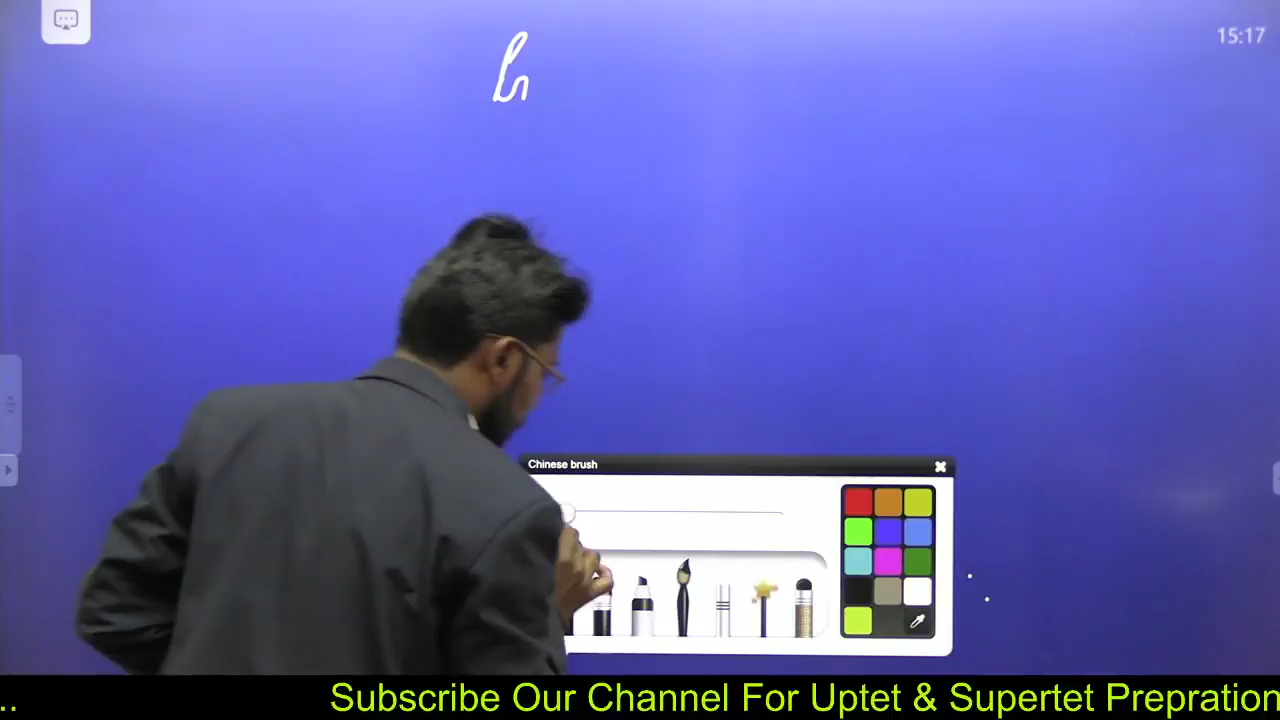 15:17
Chinese brush
.. Subscribe Our Channel For Uptet & Supertet Prepration